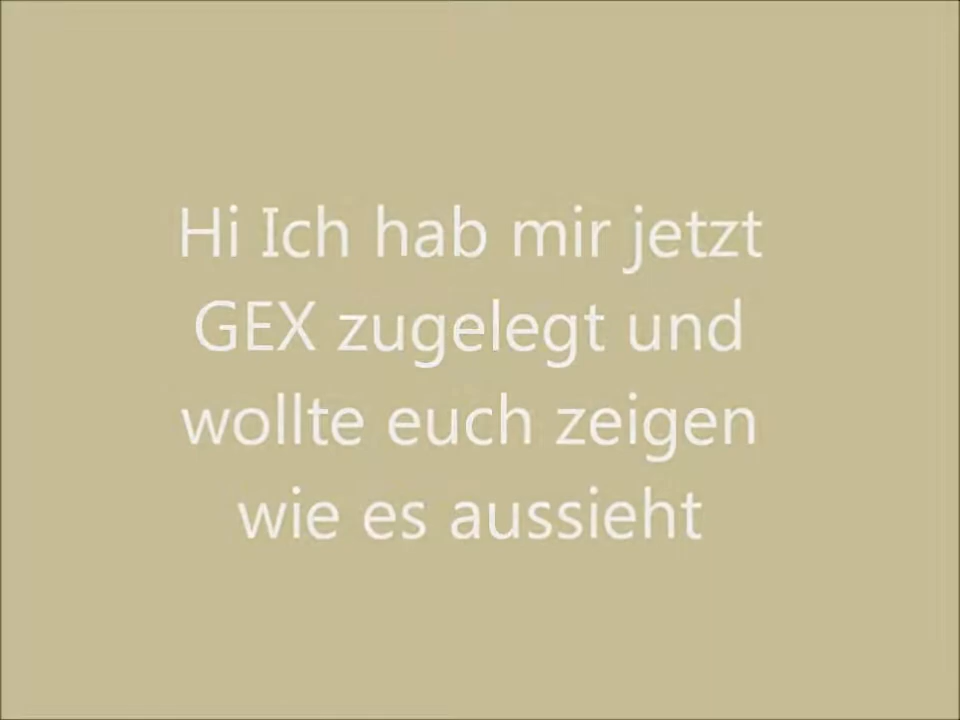 Hi Ich hab mir jetzt
GEX zugelegt und
wollte euch zeigen
wie es aussieht